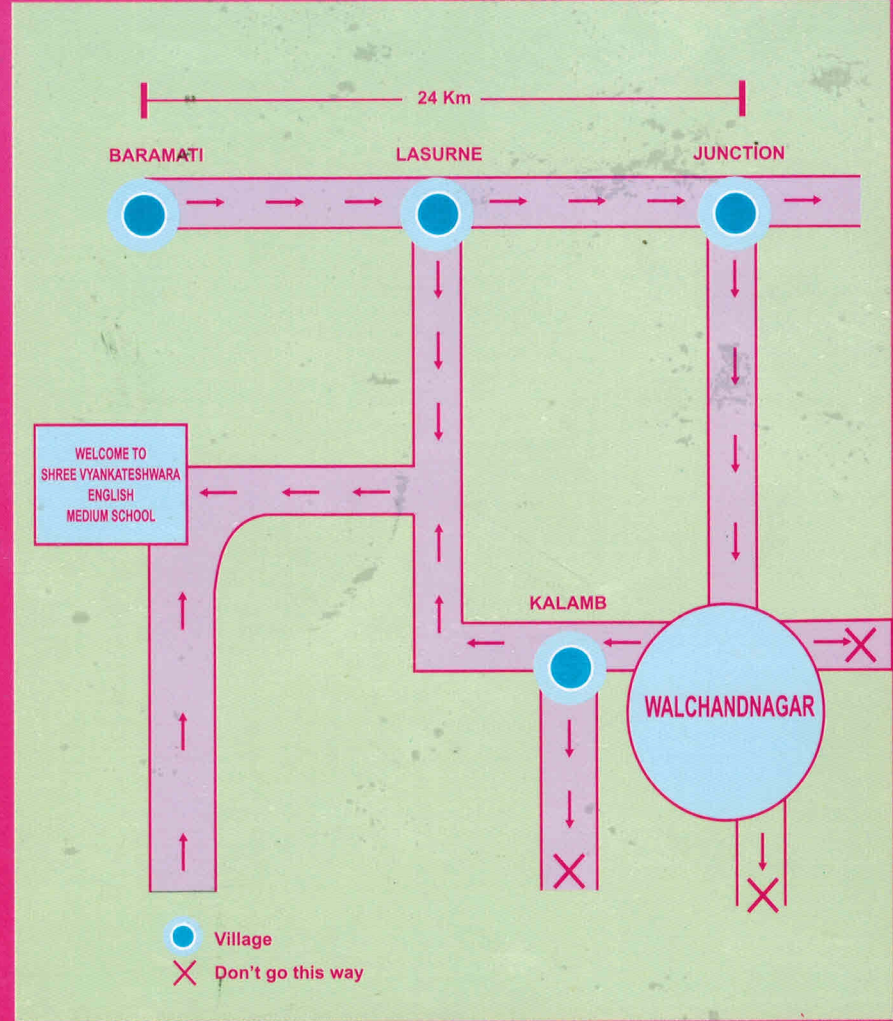 24 Km
BARAMATI
LASURNE
JUNCTION
WELCOME TO
SHREE VYANKATESHWARA
ENGLISH
MEDIUM SCHOOL
KALAMB
WALCHANDNAGAR
Village
Don't go this way